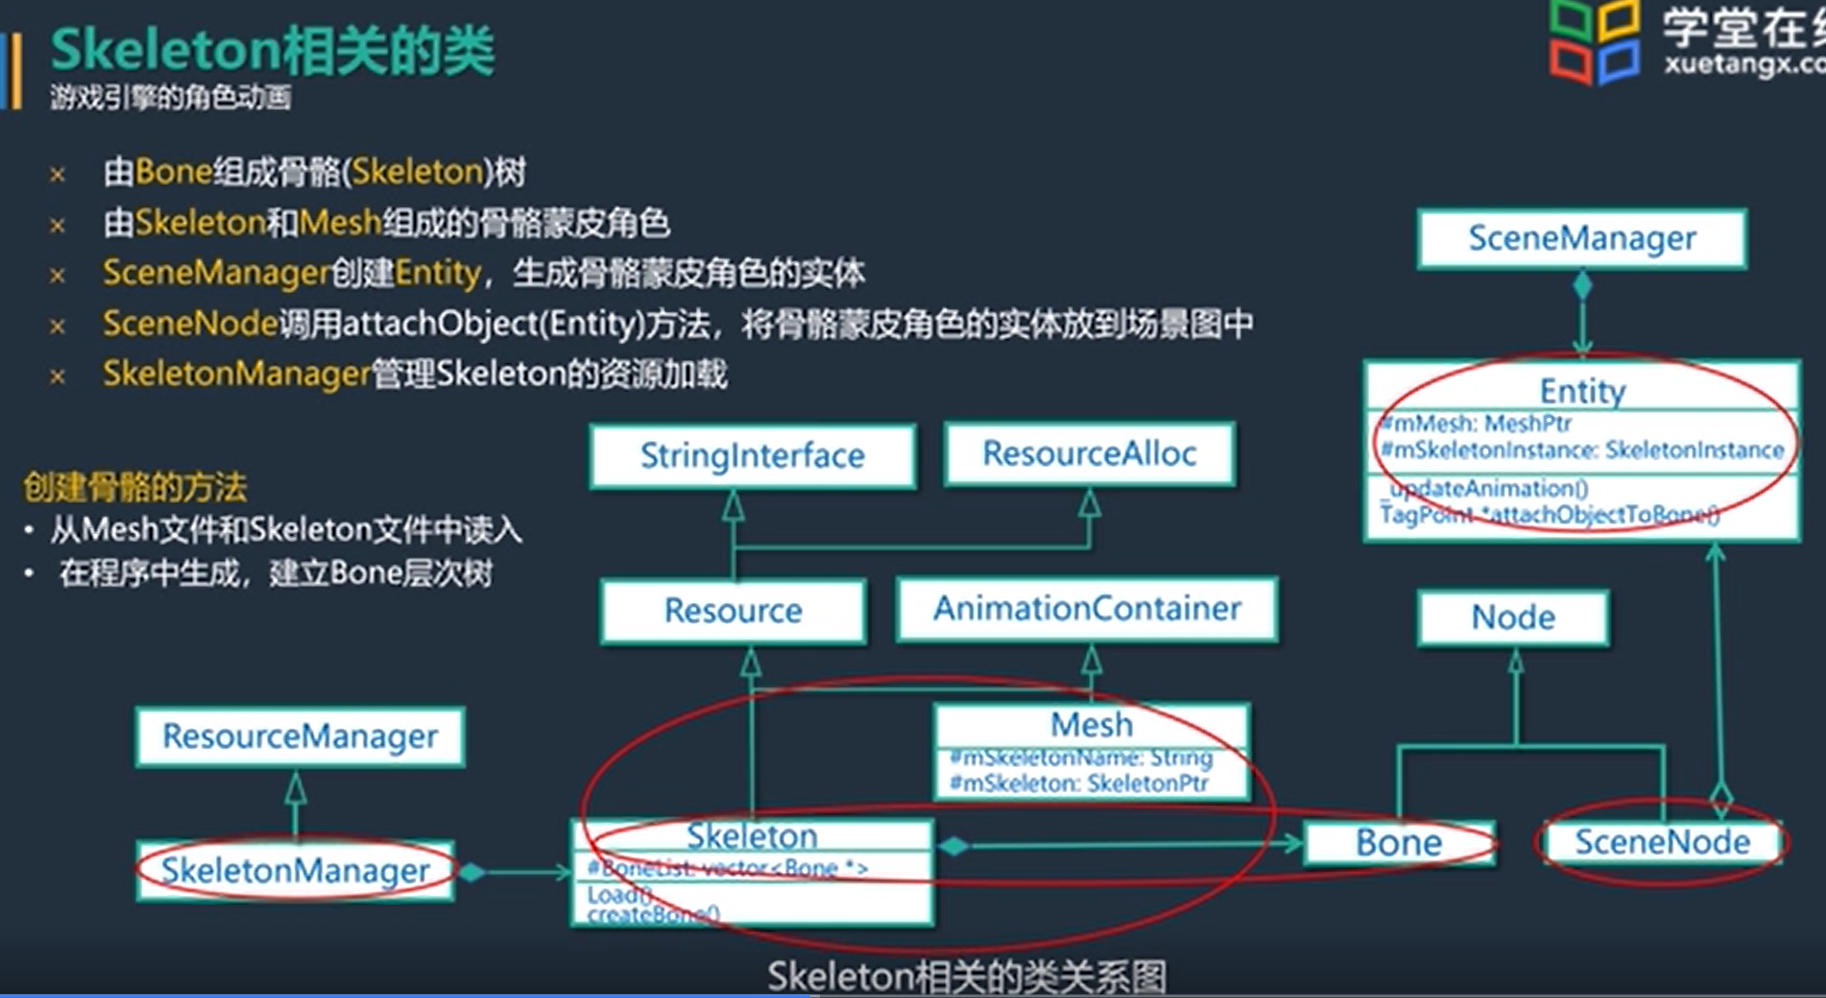 Skeleton相关的类
游戏引擎的角色动画
学堂在线
xuetangx.co
× 由Bone组成骨骼(Skeleton)树
× 由Skeleton和Mesh组成的骨骼蒙皮角色
× SceneManager创建Entity，生成骨骼蒙皮角色的实体
× SceneNode调用attachObject(Entity)方法，将骨骼蒙皮角色的实体放到场景图中
× SkeletonManager管理Skeleton的资源加载
创建骨骼的方法
• 从Mesh文件和Skeleton文件中读入
• 在程序中生成，建立Bone层次树
SceneManager
Entity
#mMesh: MeshPtr
#mSkeletonInstance: SkeletonInstance
_updateAnimation()
TagPoint *attachObjectToBone()
StringInterface
ResourceAlloc
Resource
AnimationContainer
Node
ResourceManager
Mesh
#mSkeletonName: String
#mSkeleton: SkeletonPtr
SkeletonManager
Skeleton
#BoneList: vector<Bone *>
Load()
createBone()
Bone
SceneNode
Skeleton相关的类关系图